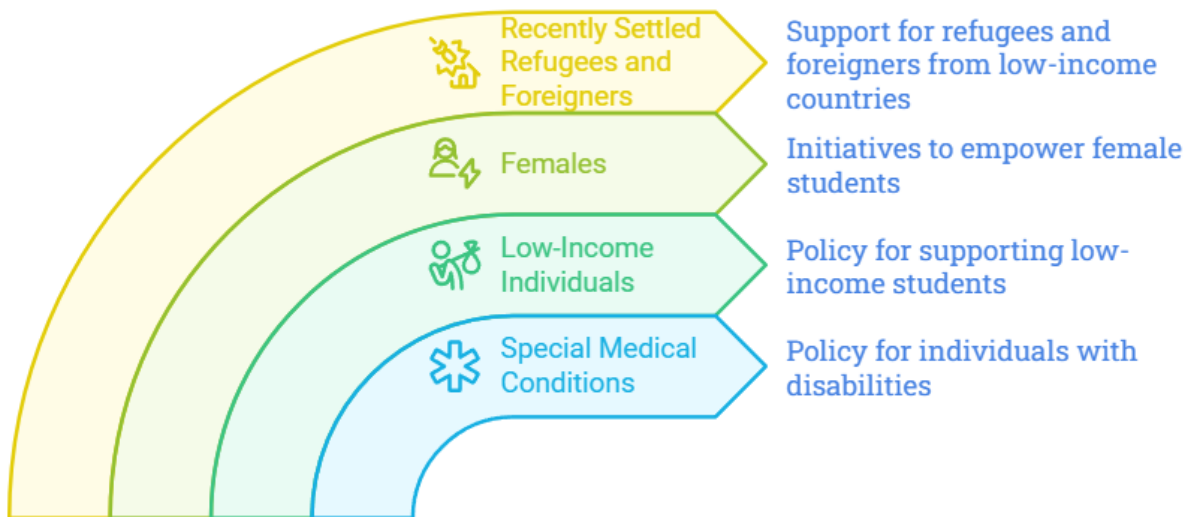 Recently Settled
Refugees and
Foreigners
Support for refugees and
foreigners from low-income
countries
Females
Initiatives to empower female
students
Low-Income
Individuals
Policy for supporting low-
income students
Special Medical
Conditions
Policy for individuals with
disabilities